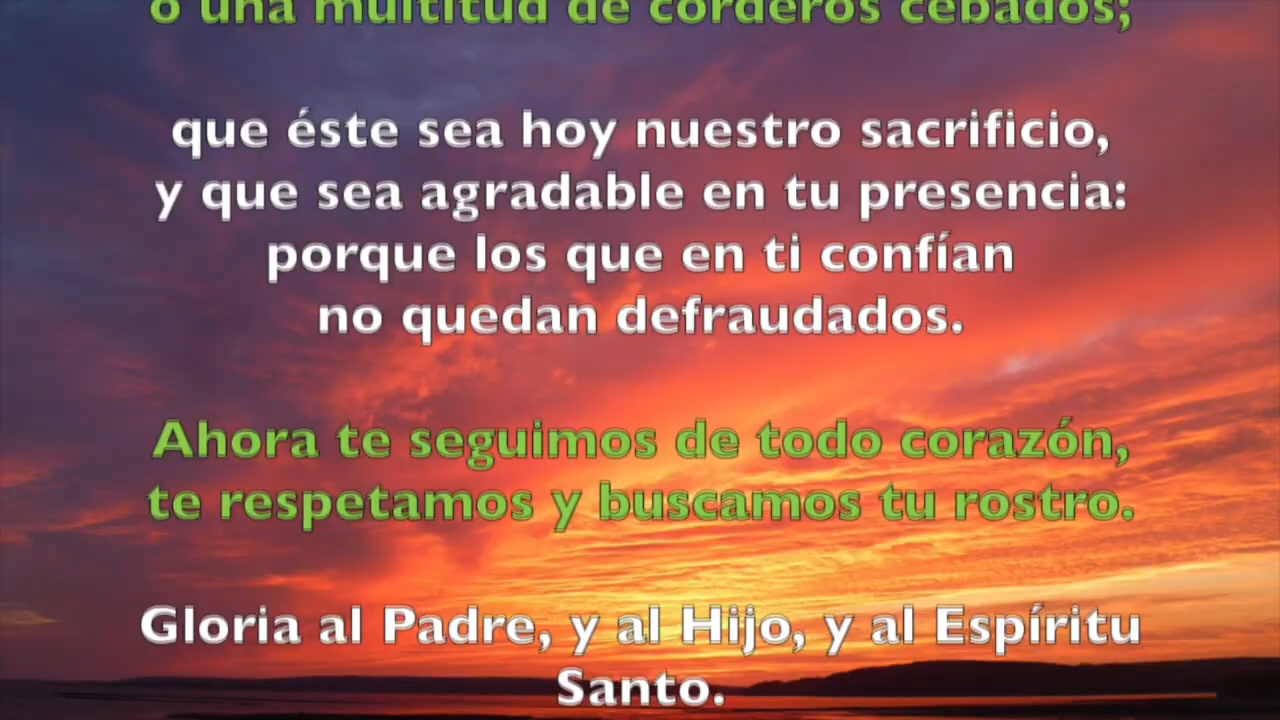 o una multitud de corderos cebados;
que éste sea hoy nuestro sacrificio,
y que sea agradable en tu presencia:
porque los que en ti confían
no quedan defraudados.
Ahora te seguimos de todo corazón,
te respetamos y buscamos tu rostro.
Gloria al Padre, y al Hijo, y al Espíritu
Santo.